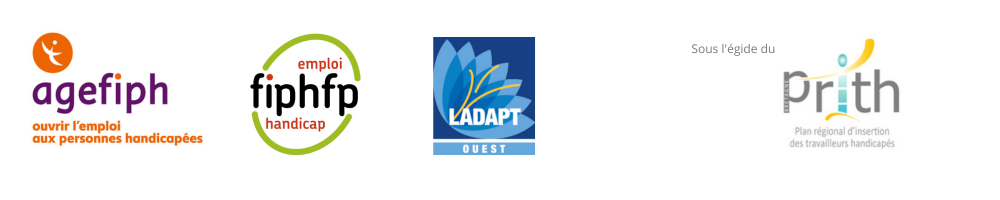 agefiph
ouvrir l'emploi
aux personnes handicapées
emploi
fiphfp
handicap
LADAPT
OUEST
Sous l'égide du
prith
Plan régional d'insertion
des travailleurs handicapés